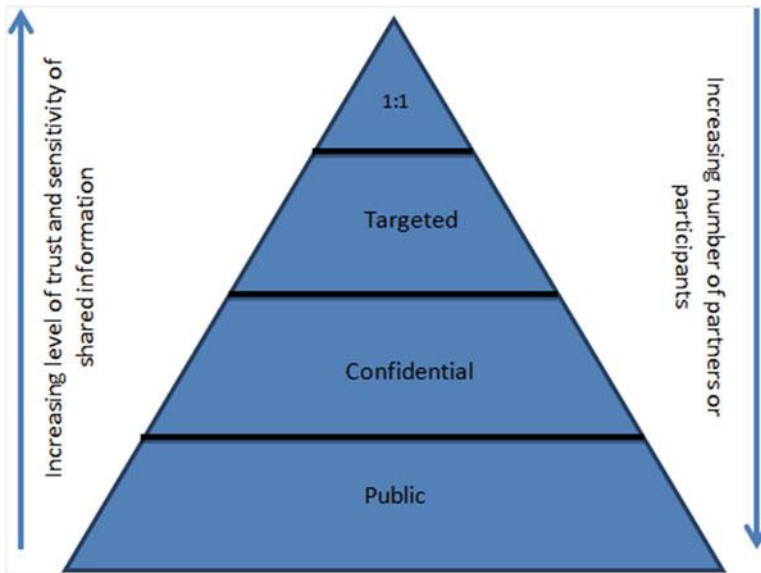 Increasing level of trust and sensitivity of
shared information
1:1
Targeted
Confidential
Public
Increasing number of partners or
participants